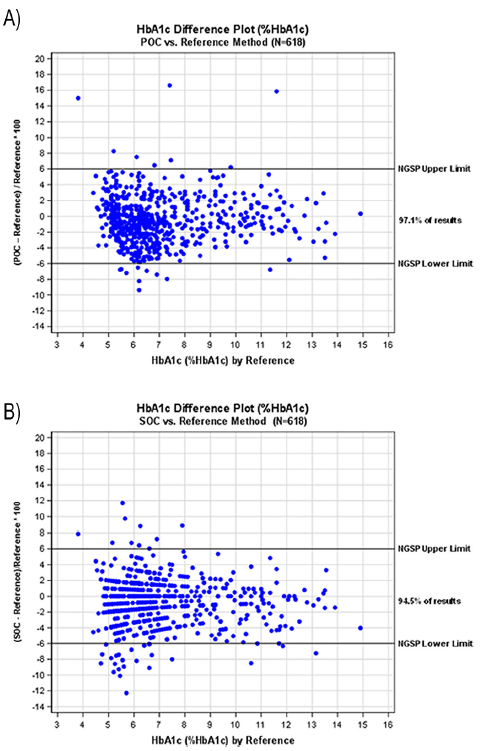 A)
HbA1c Difference Plot (%HbA1c)
POC vs. Reference Method (N=618)
20
18
16
14
12
10
8
6
4
2
0
-2
-4
-6
-8
-10
-12
-14
(POC – Reference) / Reference * 100
NGSP Upper Limit
97.1% of results
NGSP Lower Limit
3 4 5 6 7 8 9 10 11 12 13 14 15 16
HbA1c (%HbA1c) by Reference
B)
HbA1c Difference Plot (%HbA1c)
SOC vs. Reference Method (N=618)
20
18
16
14
12
10
8
6
4
2
0
-2
-4
-6
-8
-10
-12
-14
(SOC - Reference)/Reference * 100
NGSP Upper Limit
94.5% of results
NGSP Lower Limit
3 4 5 6 7 8 9 10 11 12 13 14 15 16
HbA1c (%HbA1c) by Reference